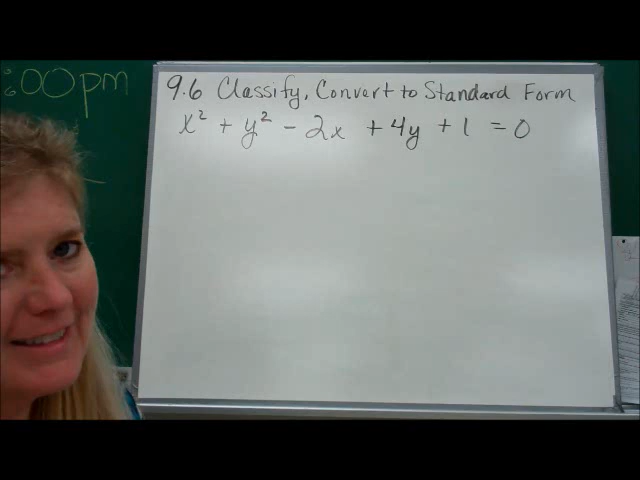 :00pm
9.6 Classify, Convert to Standard Form
x² + y² - 2x + 4y + 1 = 0